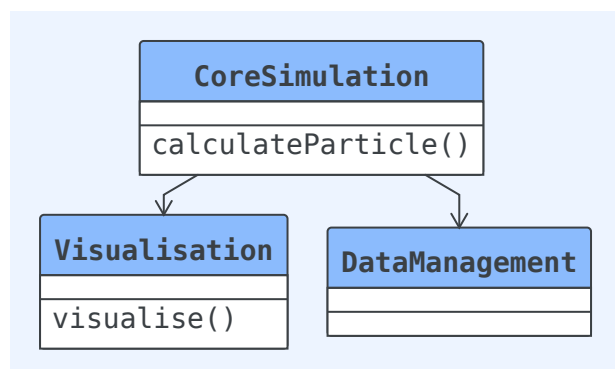 CoreSimulation
calculateParticle()
Visualisation
visualise()
DataManagement